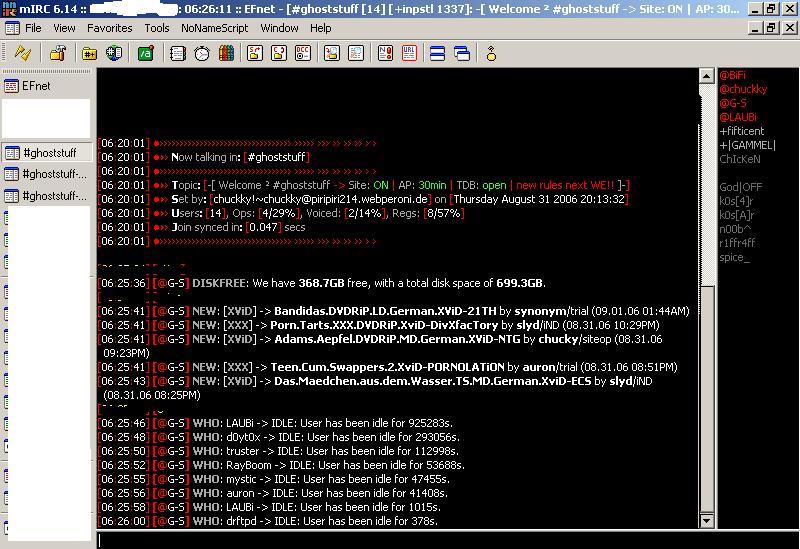 mIRC 6.14 :: :: 06:26:11 :: EFnet - [#ghoststuff [14] [+inpstl 1337]: -[ Welcome ² #ghoststuff -> Site: ON | AP: 30...
File View Favorites Tools NoNameScript Window Help
EFnet
#ghoststuff
#ghoststuff-...
#ghoststuff-...
[06:20:01]
[06:20:01] Now talking in: [#ghoststuff]
[06:20:01]
[06:20:01] Topic: [-[ Welcome ² #ghoststuff -> Site: ON | AP: 30min | TDB: open | new rules next WE!! ]-]
[06:20:01] Set by: [chuckky!~chuckky@piripiri214.webperoni.de] on [Thursday August 31 2006 20:13:32]
[06:20:01] Users: [14], Ops: [4/29%], Voiced: [2/14%], Regs: [8/57%]
[06:20:01] Join synced in: [0.047] secs
[06:20:01]
[06:25:36] [@G-S] DISKFREE: We have 368.7GB free, with a total disk space of 699.3GB.
[06:25:41] [@G-S] NEW: [XViD] -> Bandidas.DVDRiP.LD.German.XViD-21TH by synonym/trial (09.01.06 01:44AM)
[06:25:41] [@G-S] NEW: [XXX] -> Porn.Tarts.XXX.DVDRiP.XviD-DivXfacTory by slyd/iND (08.31.06 10:29PM)
[06:25:41] [@G-S] NEW: [XViD] -> Adams.Aepfel.DVDRiP.MD.German.XViD-NTG by chucky/siteop (08.31.06
09:23PM)
[06:25:41] [@G-S] NEW: [XXX] -> Teen.Cum.Swappers.2.XviD-PORNOLATiON by auron/trial (08.31.06 08:51PM)
[06:25:43] [@G-S] NEW: [XViD] -> Das.Maedchen.aus.dem.Wasser.TS.MD.German.XviD-ECS by slyd/iND
(08.31.06 08:25PM)
[06:25:46] [@G-S] WHO: LAUBi -> IDLE: User has been idle for 925283s.
[06:25:48] [@G-S] WHO: d0yt0x -> IDLE: User has been idle for 293056s.
[06:25:50] [@G-S] WHO: truster -> IDLE: User has been idle for 112998s.
[06:25:52] [@G-S] WHO: RayBoom -> IDLE: User has been idle for 53688s.
[06:25:55] [@G-S] WHO: mystic -> IDLE: User has been idle for 47455s.
[06:25:56] [@G-S] WHO: auron -> IDLE: User has been idle for 41408s.
[06:25:58] [@G-S] WHO: LAUBi -> IDLE: User has been idle for 1015s.
[06:26:00] [@G-S] WHO: drftpd -> IDLE: User has been idle for 378s.
@BiFi
@chuckky
@G-S
@LAUBi
+fifticent
+|GAMMEL|
ChIcKeN
God|OFF
k0s[4]r
k0s[A]r
n00b^
r1ffr4ff
spice_